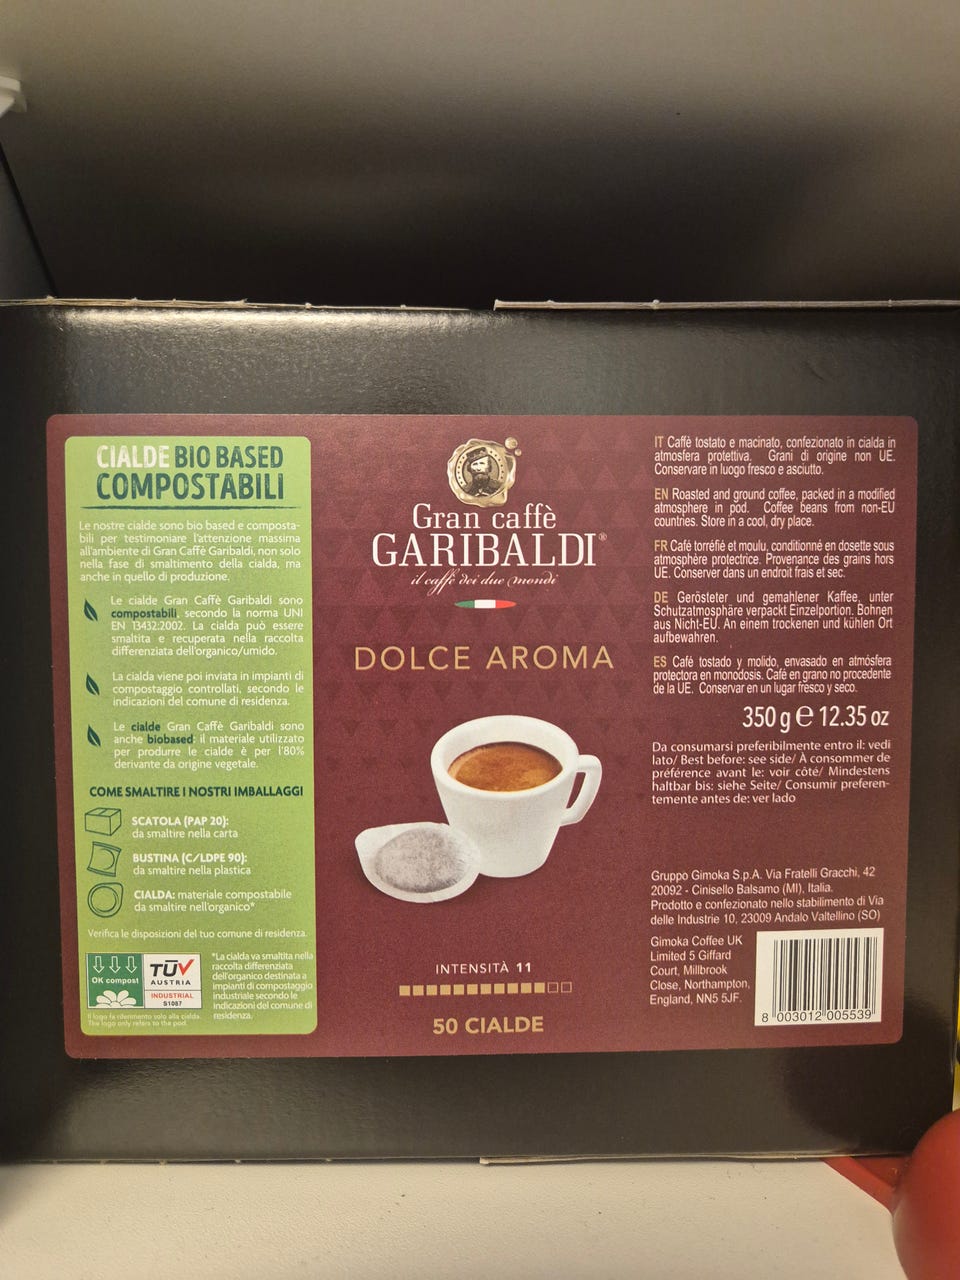 CIALDE BIO BASED
COMPOSTABILI
Le nostre cialde sono bio based e composta-
bili per testimoniare l'attenzione massima
all'ambiente di Gran Caffè Garibaldi, non solo
nella fase di smaltimento della cialda, ma
anche in quello di produzione.
Le cialde Gran Caffè Garibaldi sono
compostabili secondo la norma UNI
EN 13432:2002. La cialda può essere
smaltita e recuperata nella raccolta
differenziata dell'organico/umido.
La cialda viene poi inviata in impianti di
compostaggio controllati, secondo le
indicazioni del comune di residenza.
Le cialde Gran Caffè Garibaldi sono
anche biobased: il materiale utilizzato
per produrre le cialde è per l'80%
derivante da origine vegetale.
COME SMALTIRE I NOSTRI IMBALLAGGI
SCATOLA (PAP 20):
da smaltire nella carta
BUSTINA (C/LDPE 90):
da smaltire nella plastica
CIALDA: materiale compostabile
da smaltire nell'organico*
Verifica le disposizioni del tuo comune di residenza.
OK compost
TÜV
AUSTRIA
INDUSTRIAL
S1087
Il logo fa riferimento solo alla cialda.
The logo only refers to the pod.
*La cialda va smaltita nella
raccolta differenziata
dell'organico destinata a
impianti di compostaggio
industriale secondo le
indicazioni del comune di
residenza.
Gran caffè
GARIBALDI®
il caffè dei due mondi
DOLCE AROMA
INTENSITÀ 11
50 CIALDE
IT Caffè tostato e macinato, confezionato in cialda in
atmosfera protettiva. Grani di origine non UE.
Conservare in luogo fresco e asciutto.
EN Roasted and ground coffee, packed in a modified
atmosphere in pod. Coffee beans from non-EU
countries. Store in a cool, dry place.
FR Café torréfié et moulu, conditionné en dosette sous
atmosphère protectrice. Provenance des grains hors
UE. Conserver dans un endroit frais et sec.
DE Gerösteter und gemahlener Kaffee, unter
Schutzatmosphäre verpackt Einzelportion. Bohnen
aus Nicht-EU. An einem trockenen und kühlen Ort
aufbewahren.
ES Café tostado y molido, envasado en atmósfera
protectora en monodosis. Café en grano no procedente
de la UE. Conservar en un lugar fresco y seco.
350 g ℮ 12.35 oz
Da consumarsi preferibilmente entro il: vedi
lato/ Best before: see side/ À consommer de
préférence avant le: voir côté/ Mindestens
haltbar bis: siehe Seite/ Consumir preferen-
temente antes de: ver lado
Gruppo Gimoka S.p.A. Via Fratelli Gracchi, 42
20092 - Cinisello Balsamo (MI), Italia.
Prodotto e confezionato nello stabilimento di Via
delle Industrie 10, 23009 Andalo Valtellino (SO)
Gimoka Coffee UK
Limited 5 Giffard
Court, Millbrook
Close, Northampton,
England, NN5 5JF.
8 003012 005539